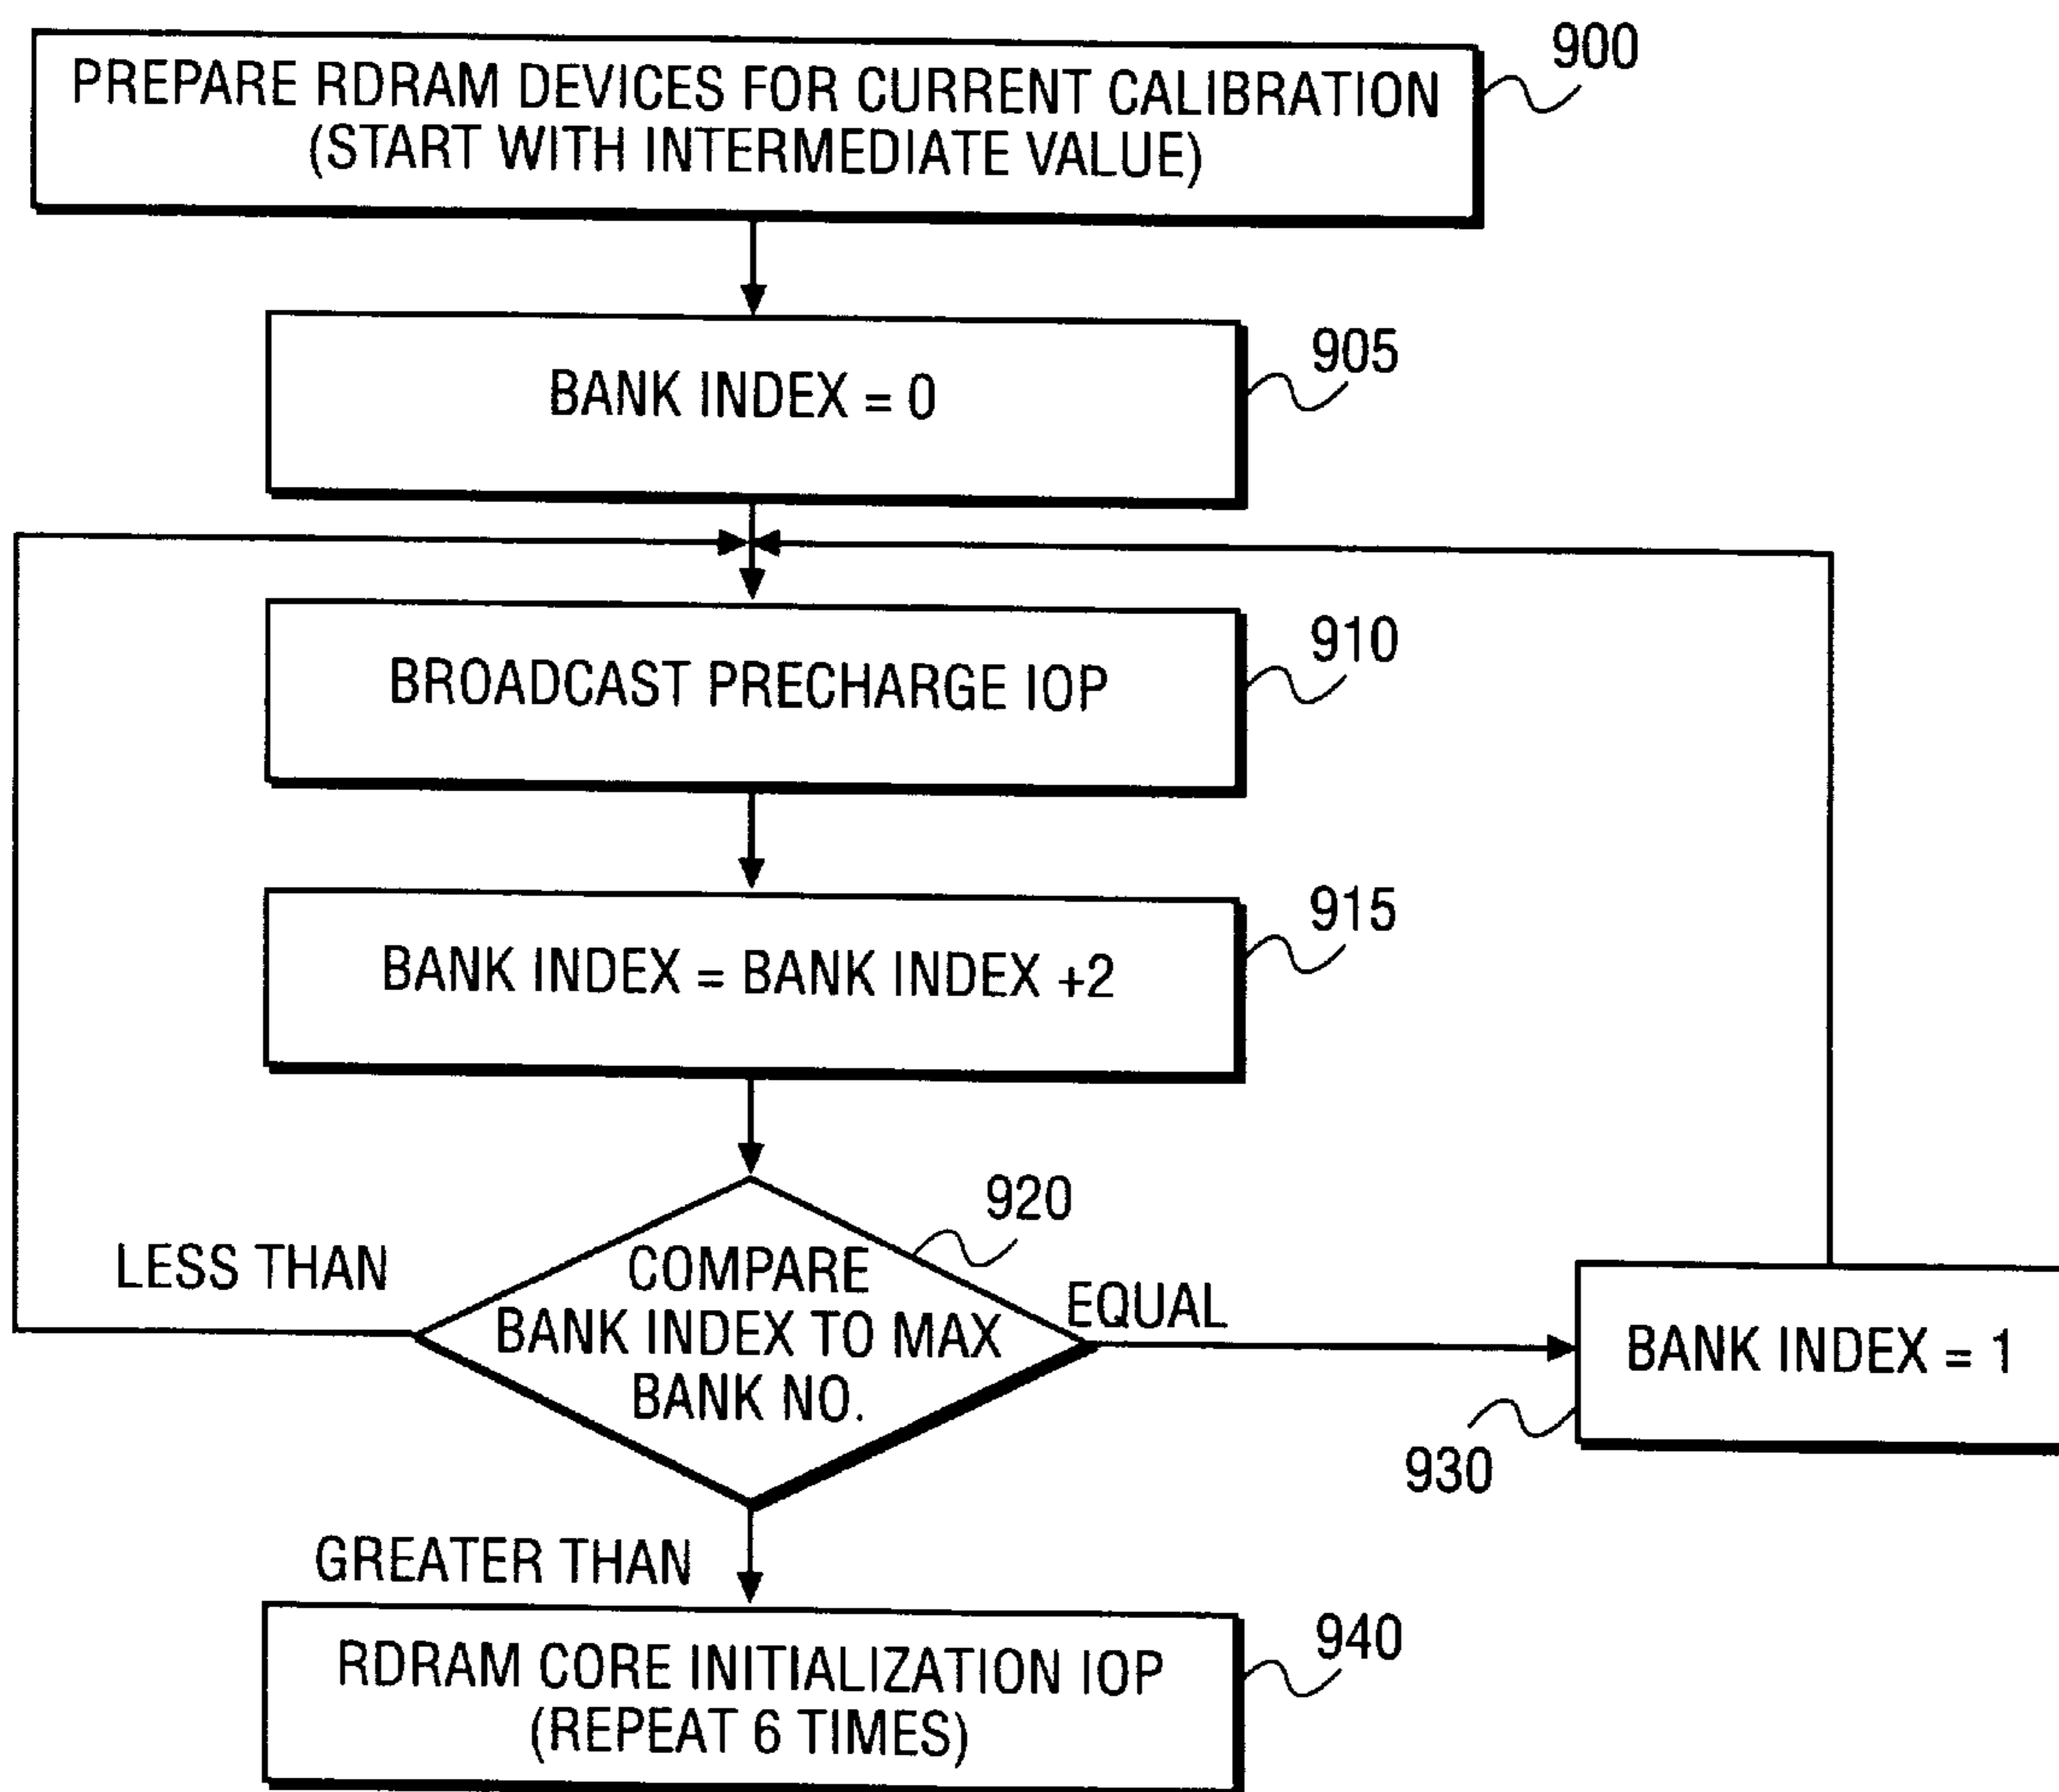 PREPARE RDRAM DEVICES FOR CURRENT CALIBRATION
(START WITH INTERMEDIATE VALUE)
900
BANK INDEX = 0
905
BROADCAST PRECHARGE IOP
910
BANK INDEX = BANK INDEX +2
915
920
LESS THAN
COMPARE
BANK INDEX TO MAX
BANK NO.
EQUAL
BANK INDEX = 1
930
GREATER THAN
RDRAM CORE INITIALIZATION IOP
(REPEAT 6 TIMES)
940